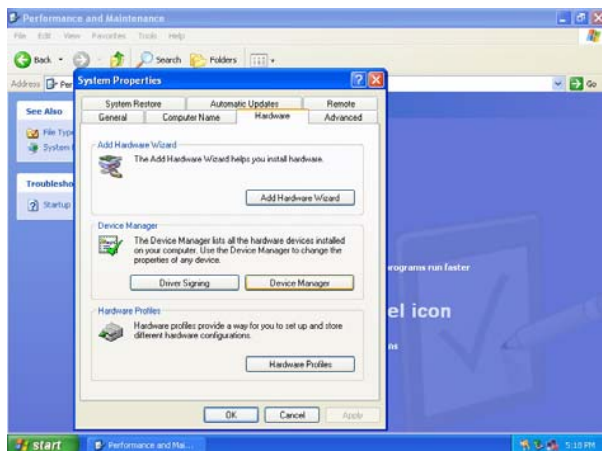 Performance and Maintenance
File Edit View Favorites Tools Help
Back Search Folders
Address Per Go
System Properties
System Restore Automatic Updates Remote
General Computer Name Hardware Advanced
See Also
File Type
System
Troublesho
Startup
Add Hardware Wizard
The Add Hardware Wizard helps you install hardware.
Add Hardware Wizard
Device Manager
The Device Manager lists all the hardware devices installed
on your computer. Use the Device Manager to change the
properties of any device.
Driver Signing Device Manager
Hardware Profiles
Hardware profiles provide a way for you to set up and store
different hardware configurations.
Hardware Profiles
OK Cancel Apply
programs run faster
el icon
ns
start Performance and Mai... 5:10 PM